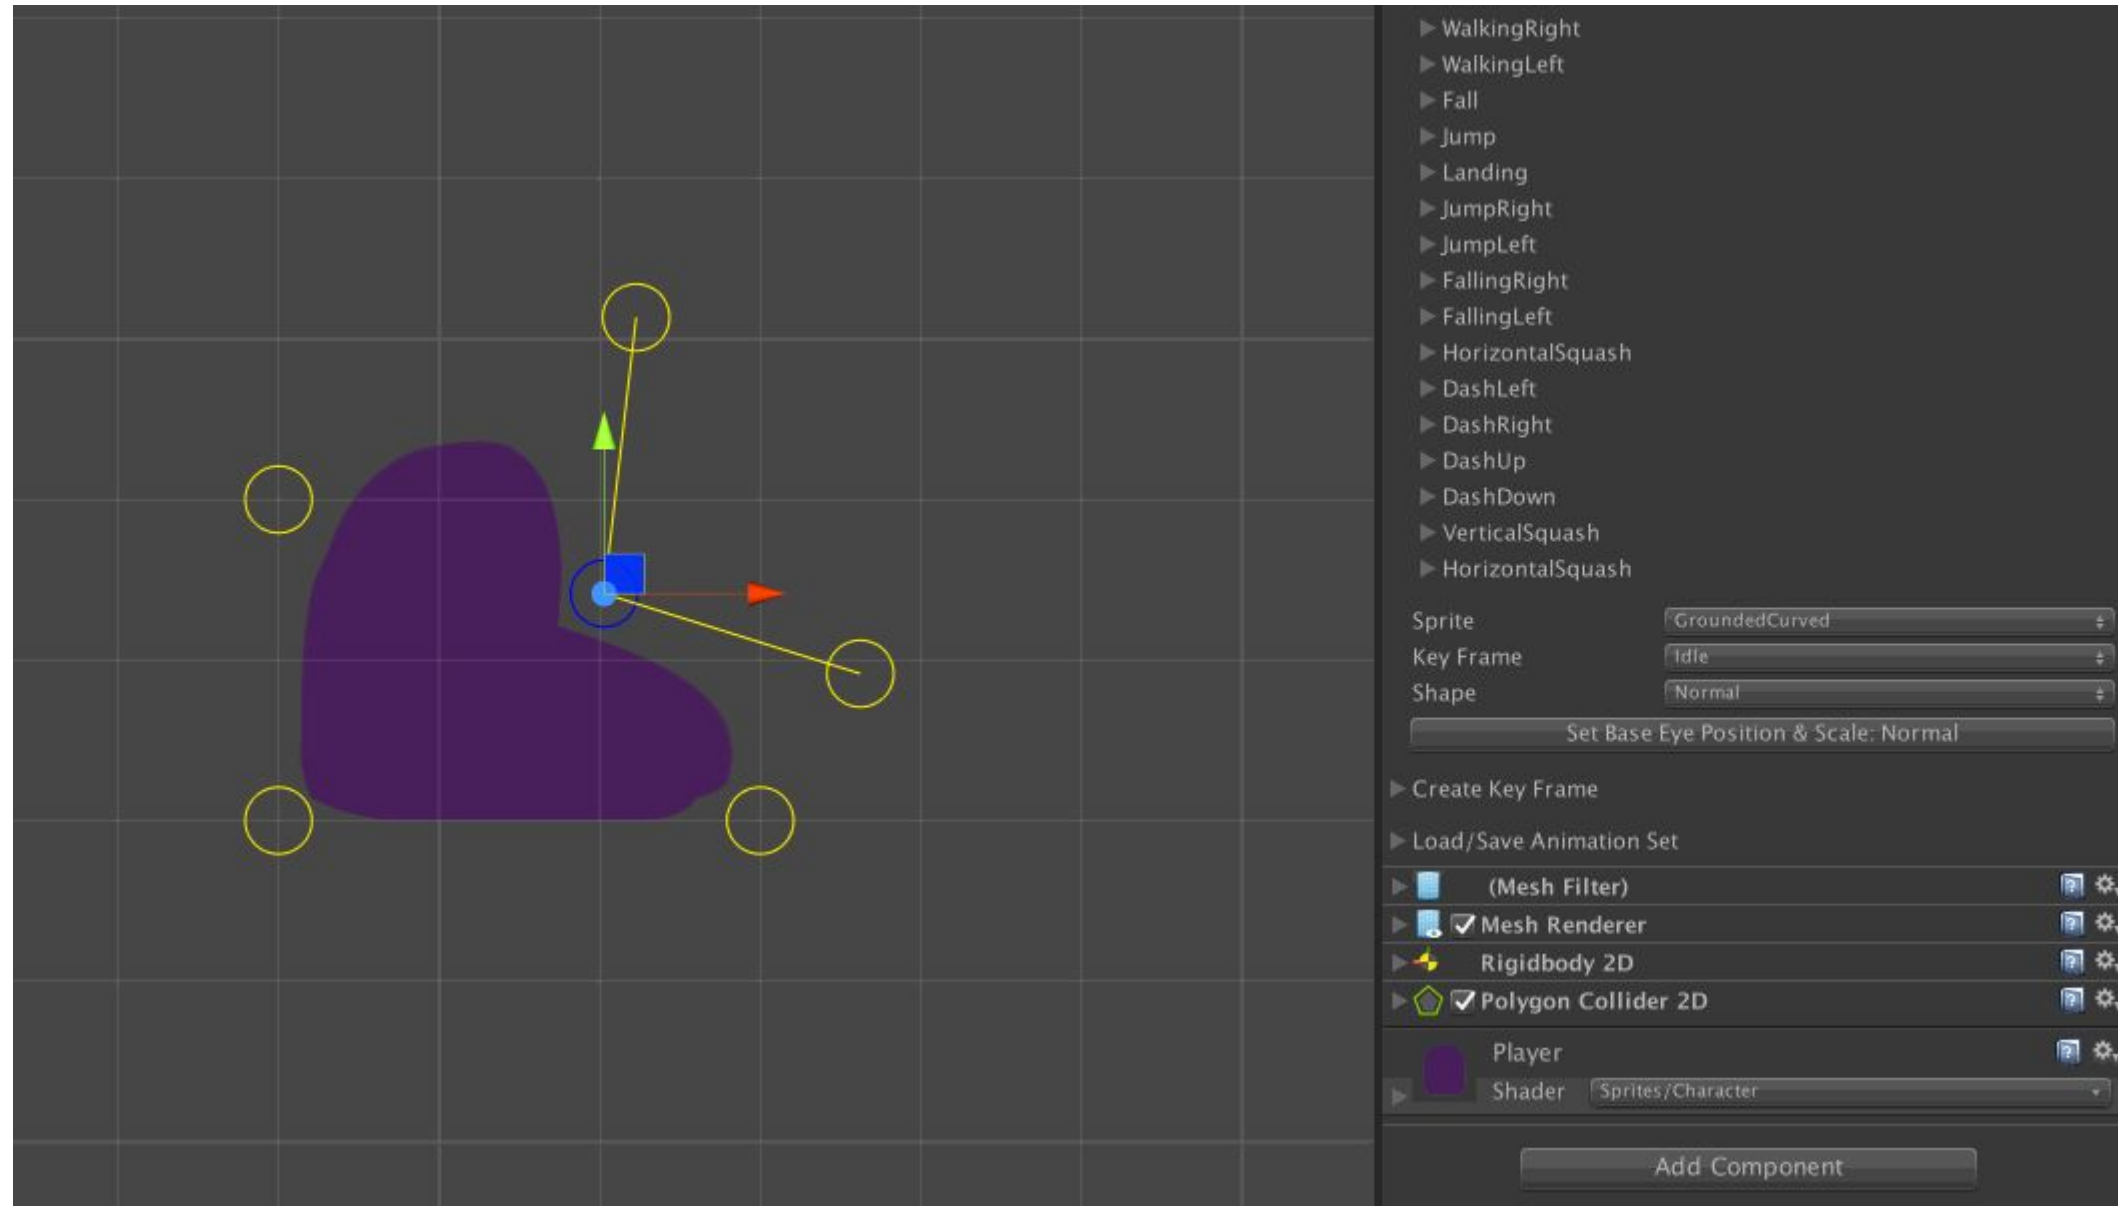 WalkingRight
WalkingLeft
Fall
Jump
Landing
JumpRight
JumpLeft
FallingRight
FallingLeft
HorizontalSquash
DashLeft
DashRight
DashUp
DashDown
VerticalSquash
HorizontalSquash
Sprite GroundedCurved
Key Frame Idle
Shape Normal
Set Base Eye Position & Scale: Normal
Create Key Frame
Load/Save Animation Set
(Mesh Filter)
Mesh Renderer
Rigidbody 2D
Polygon Collider 2D
Player
Shader Sprites/Character
Add Component